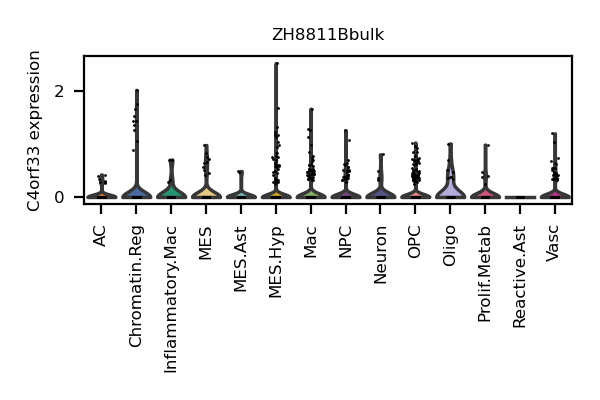 ZH8811Bbulk
C4orf33 expression
2
0
AC
Chromatin.Reg
Inflammatory.Mac
MES
MES.Ast
MES.Hyp
Mac
NPC
Neuron
OPC
Oligo
Prolif.Metab
Reactive.Ast
Vasc